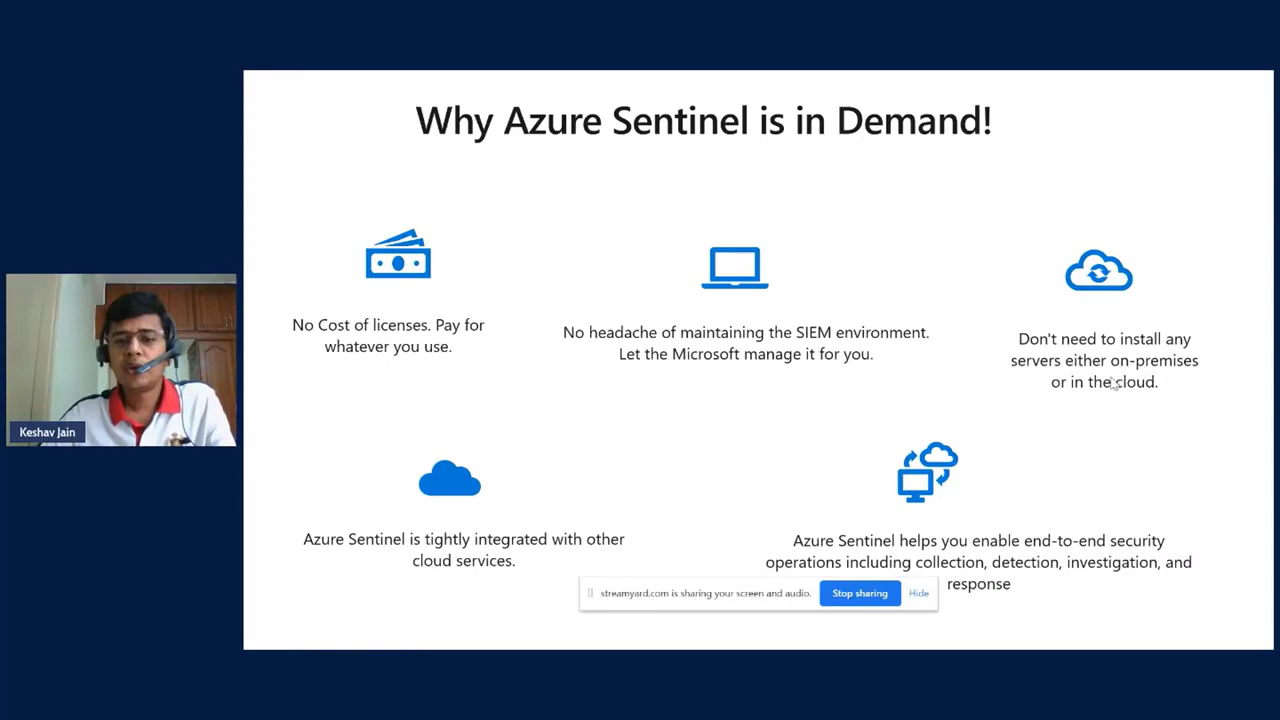 Why Azure Sentinel is in Demand!
No Cost of licenses. Pay for
whatever you use.
No headache of maintaining the SIEM environment.
Let the Microsoft manage it for you.
Don't need to install any
servers either on-premises
or in the cloud.
Keshav Jain
Azure Sentinel is tightly integrated with other
cloud services.
Azure Sentinel helps you enable end-to-end security
operations including collection, detection, investigation, and
response
streamyard.com is sharing your screen and audio.
Stop sharing
Hide